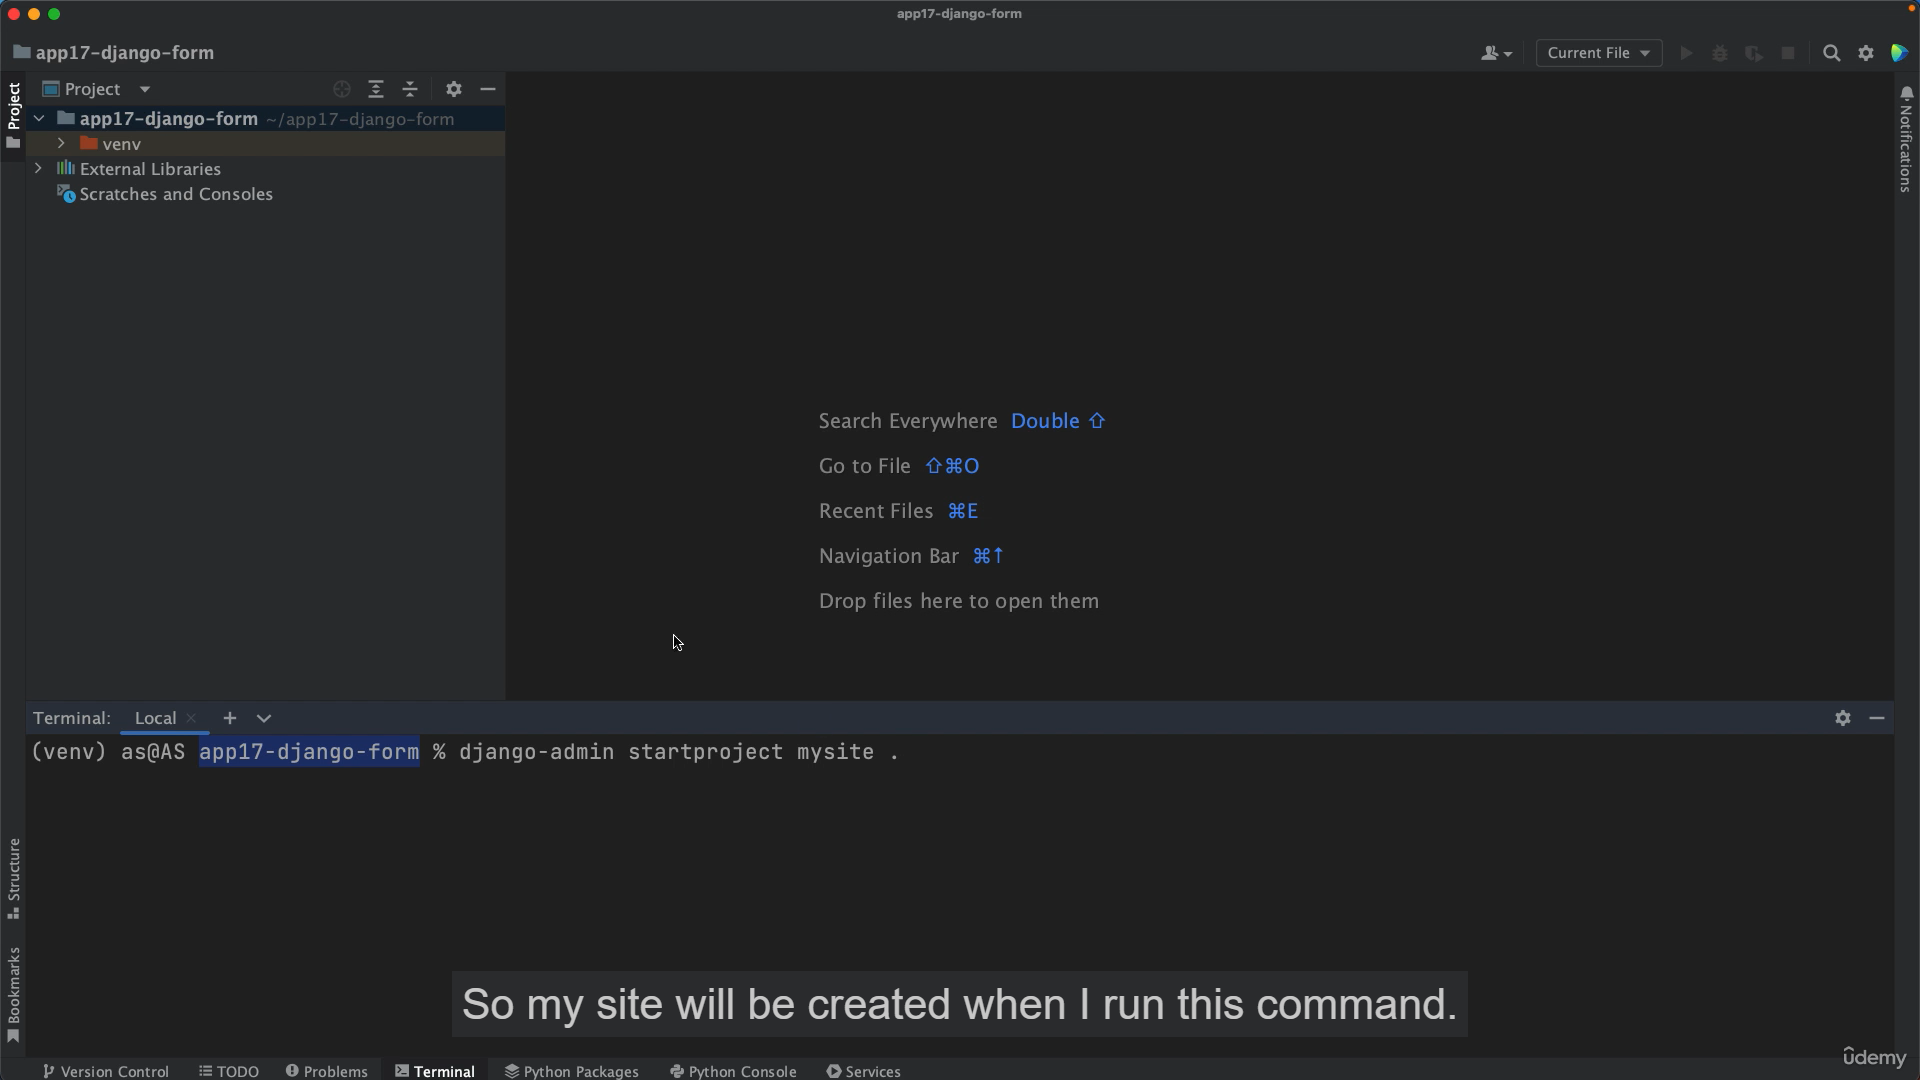 app17-django-form
app17-django-form
Current File
Project
Project
app17-django-form ~/app17-django-form
venv
External Libraries
Scratches and Consoles
Notifications
Search Everywhere Double ⇧
Go to File ⇧⌘O
Recent Files ⌘E
Navigation Bar ⌘↑
Drop files here to open them
Terminal: Local
(venv) as@AS app17-django-form % django-admin startproject mysite .
Structure
Bookmarks
So my site will be created when I run this command.
udemy
Version Control TODO Problems Terminal Python Packages Python Console Services